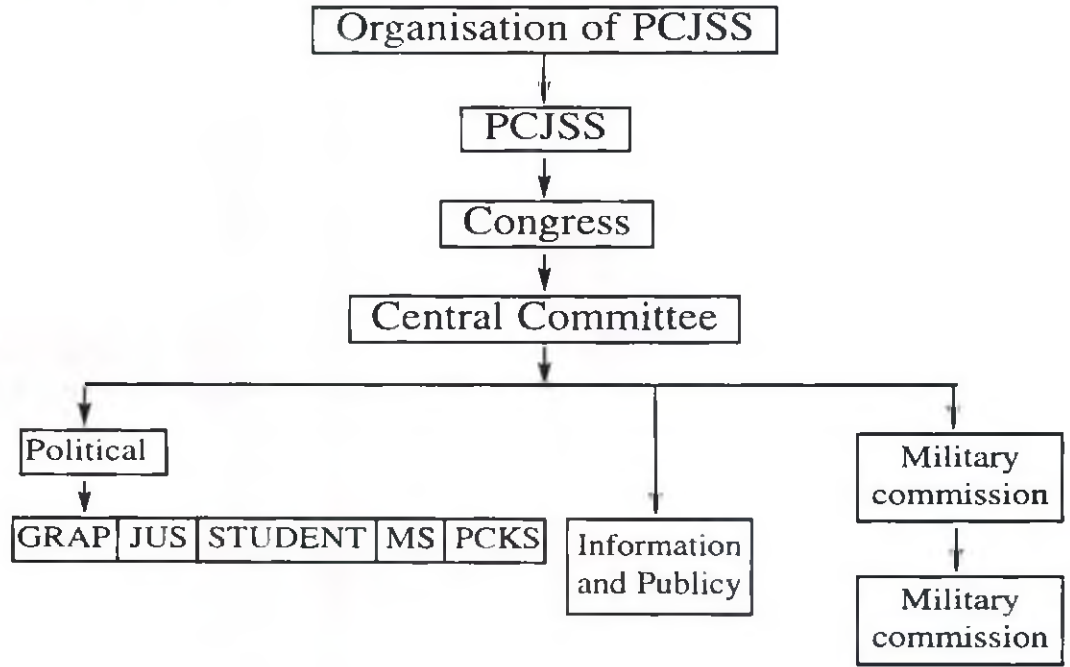 Organisation of PCJSS
PCJSS
Congress
Central Committee
Political
GRAP JUS STUDENT MS PCKS
Information
and Publicy
Military
commission
Military
commission